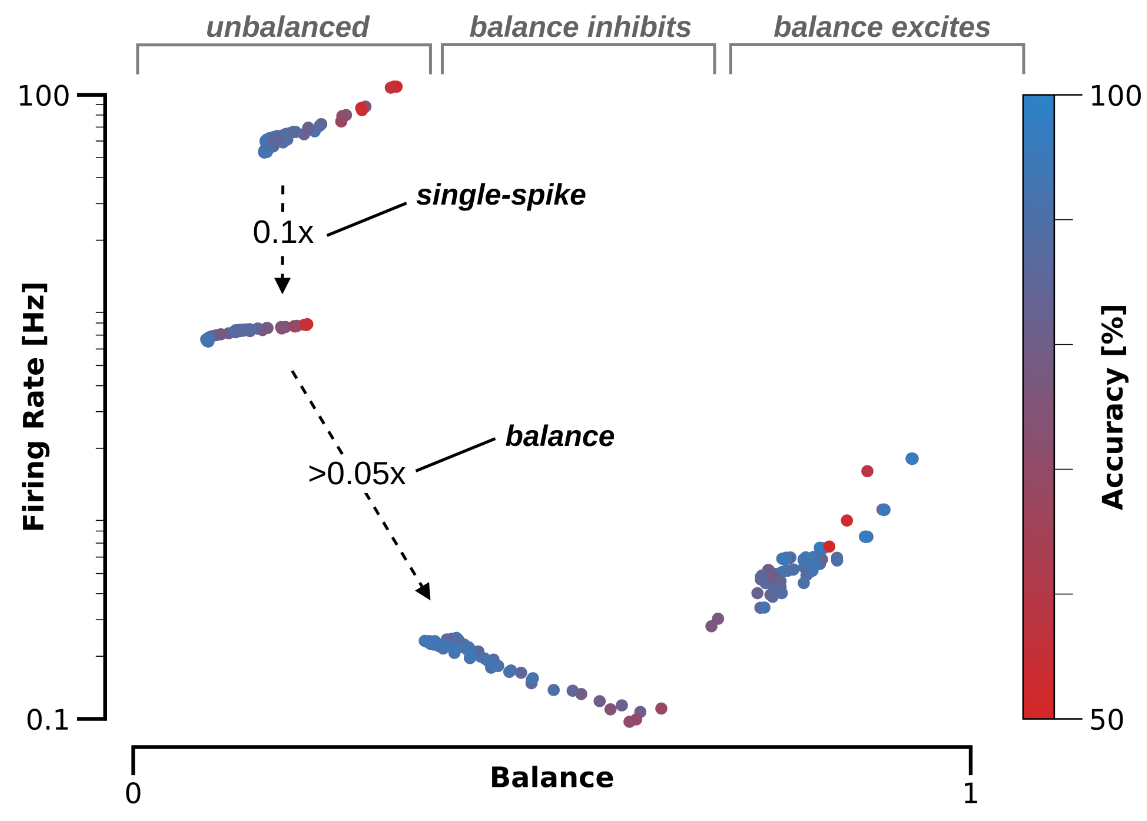 unbalanced
balance inhibits
balance excites
100
100
single-spike
0.1x
Firing Rate [Hz]
Accuracy [%]
balance
>0.05x
0.1
50
Balance
0
1